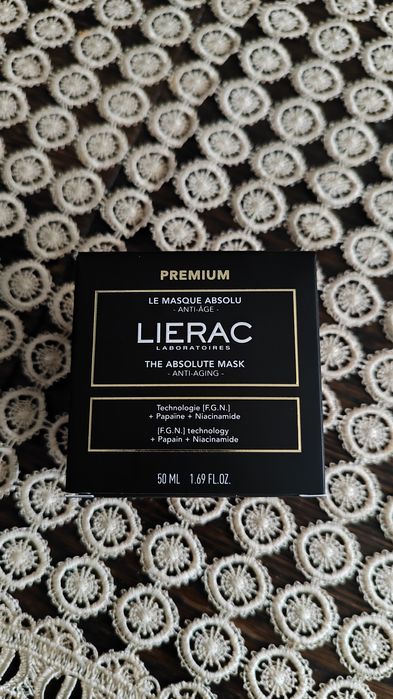 PREMIUM
LE MASQUE ABSOLU
- ANTI-ÂGE -
LIERAC
LABORATOIRES
THE ABSOLUTE MASK
- ANTI-AGING -
Technologie [F.G.N.]
+ Papaïne + Niacinamide
[F.G.N.] technology
+ Papain + Niacinamide
50 ML 1.69 FL.OZ.